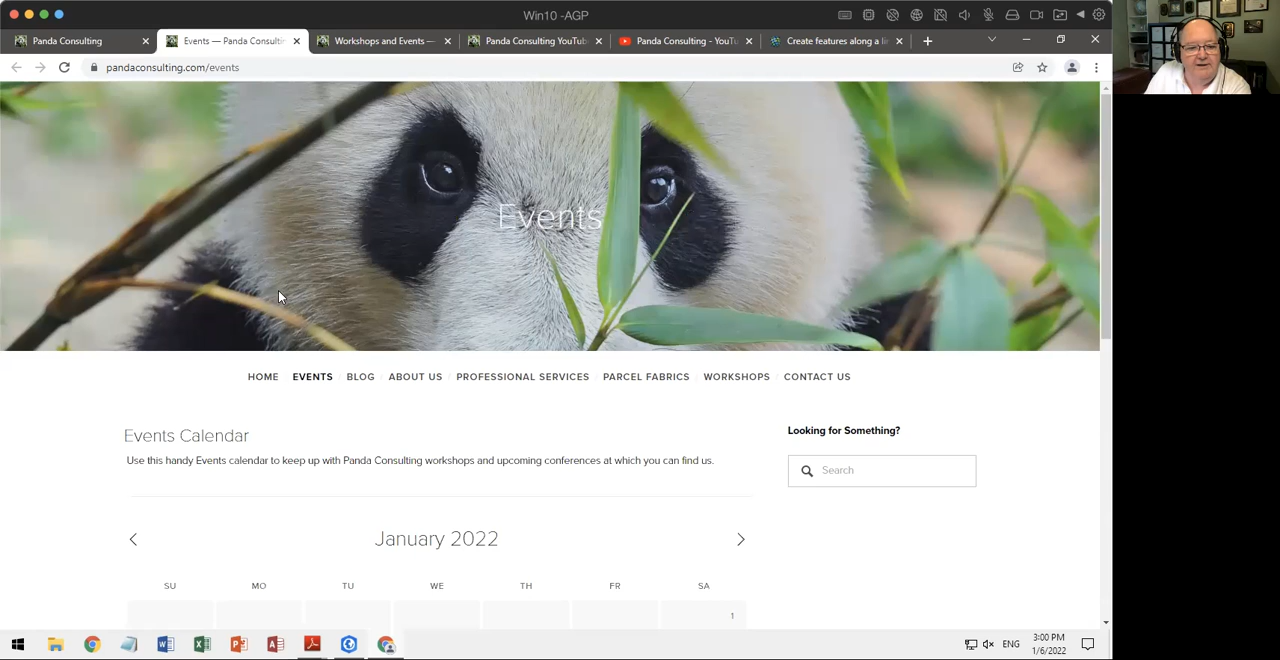 Win10 -AGP
Panda Consulting
Events — Panda Consultin
Workshops and Events —
Panda Consulting YouTub
Panda Consulting - YouTu
Create features along a li
pandaconsulting.com/events
Events
HOME / EVENTS / BLOG / ABOUT US / PROFESSIONAL SERVICES / PARCEL FABRICS / WORKSHOPS / CONTACT US
Events Calendar
Looking for Something?
Use this handy Events calendar to keep up with Panda Consulting workshops and upcoming conferences at which you can find us.
Search
January 2022
SU MO TU WE TH FR SA
1
ENG
3:00 PM
1/6/2022